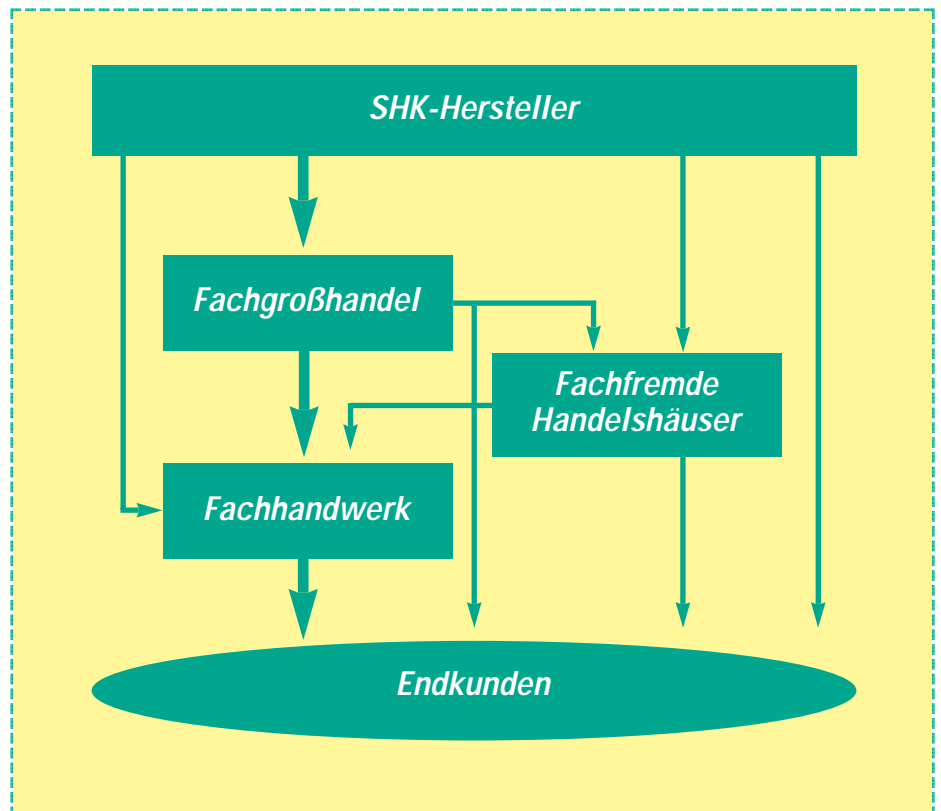 SHK-Hersteller
Fachgroßhandel
Fachfremde
Handelshäuser
Fachhandwerk
Endkunden